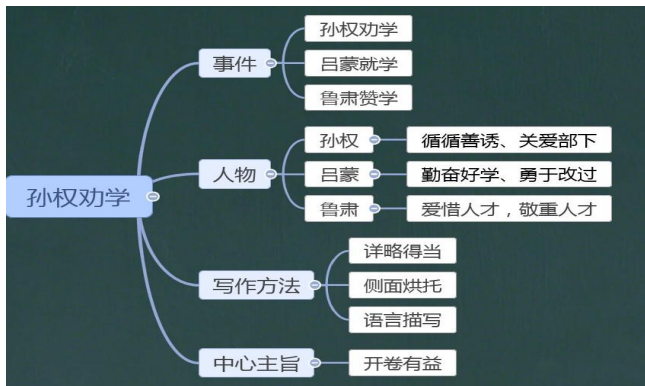 孙权劝学
事件
孙权劝学
吕蒙就学
鲁肃赞学
人物
孙权
循循善诱、关爱部下
吕蒙
勤奋好学、勇于改过
鲁肃
爱惜人才，敬重人才
写作方法
详略得当
侧面烘托
语言描写
中心主旨
开卷有益